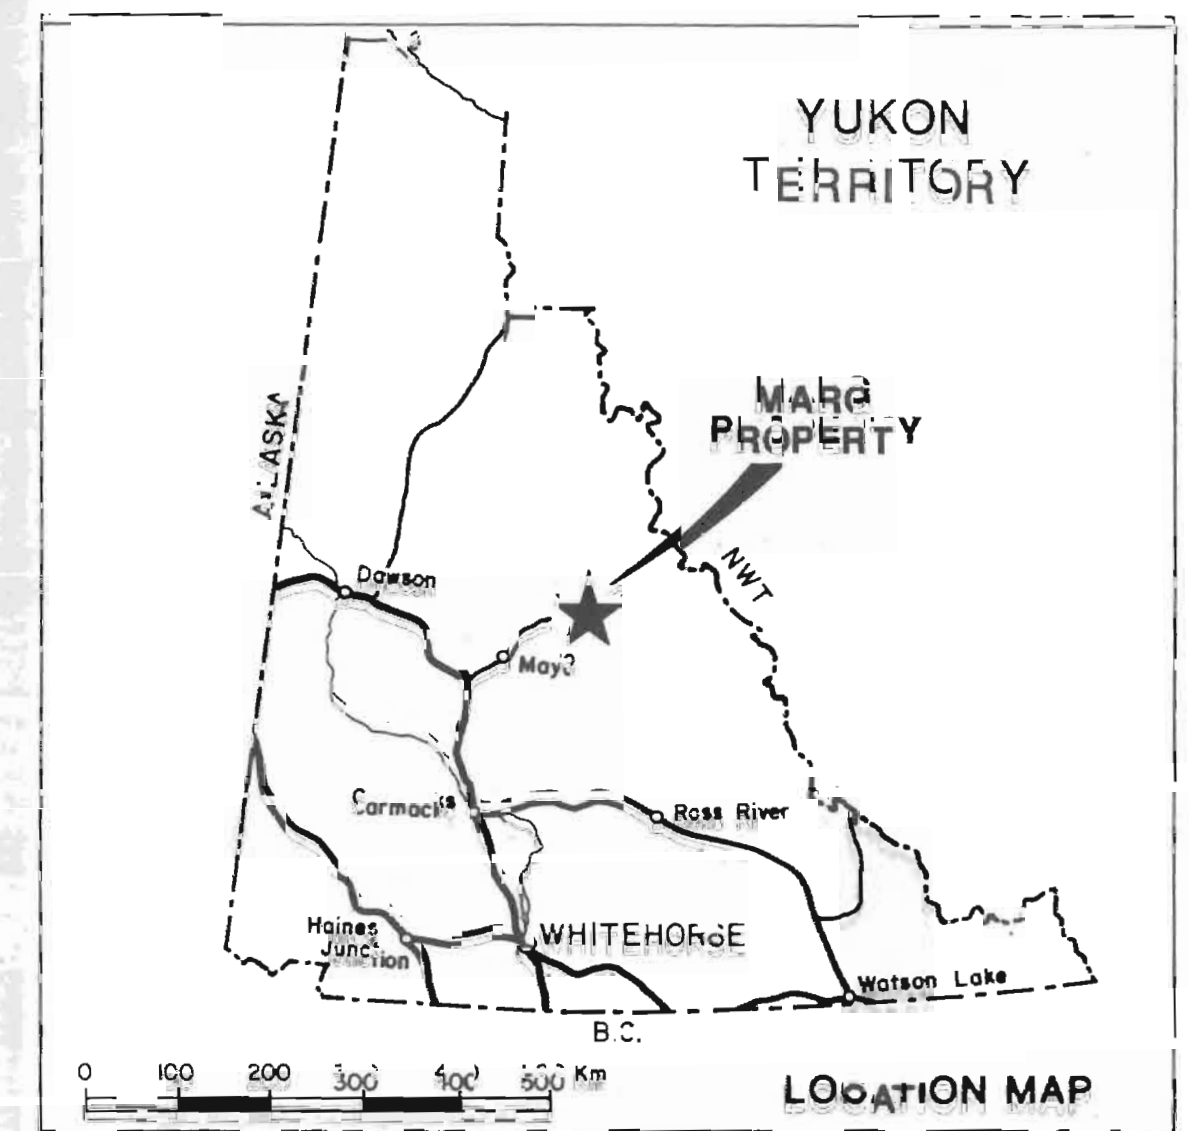 YUKON
TERRITORY
MARG
PROPERTY
ALASKA
NWT
Dawson
Mayo
Carmacks
Ross River
Haines
Junction
WHITEHORSE
Watson Lake
B.C.
0 100 200 300 400 500 Km
LOCATION MAP